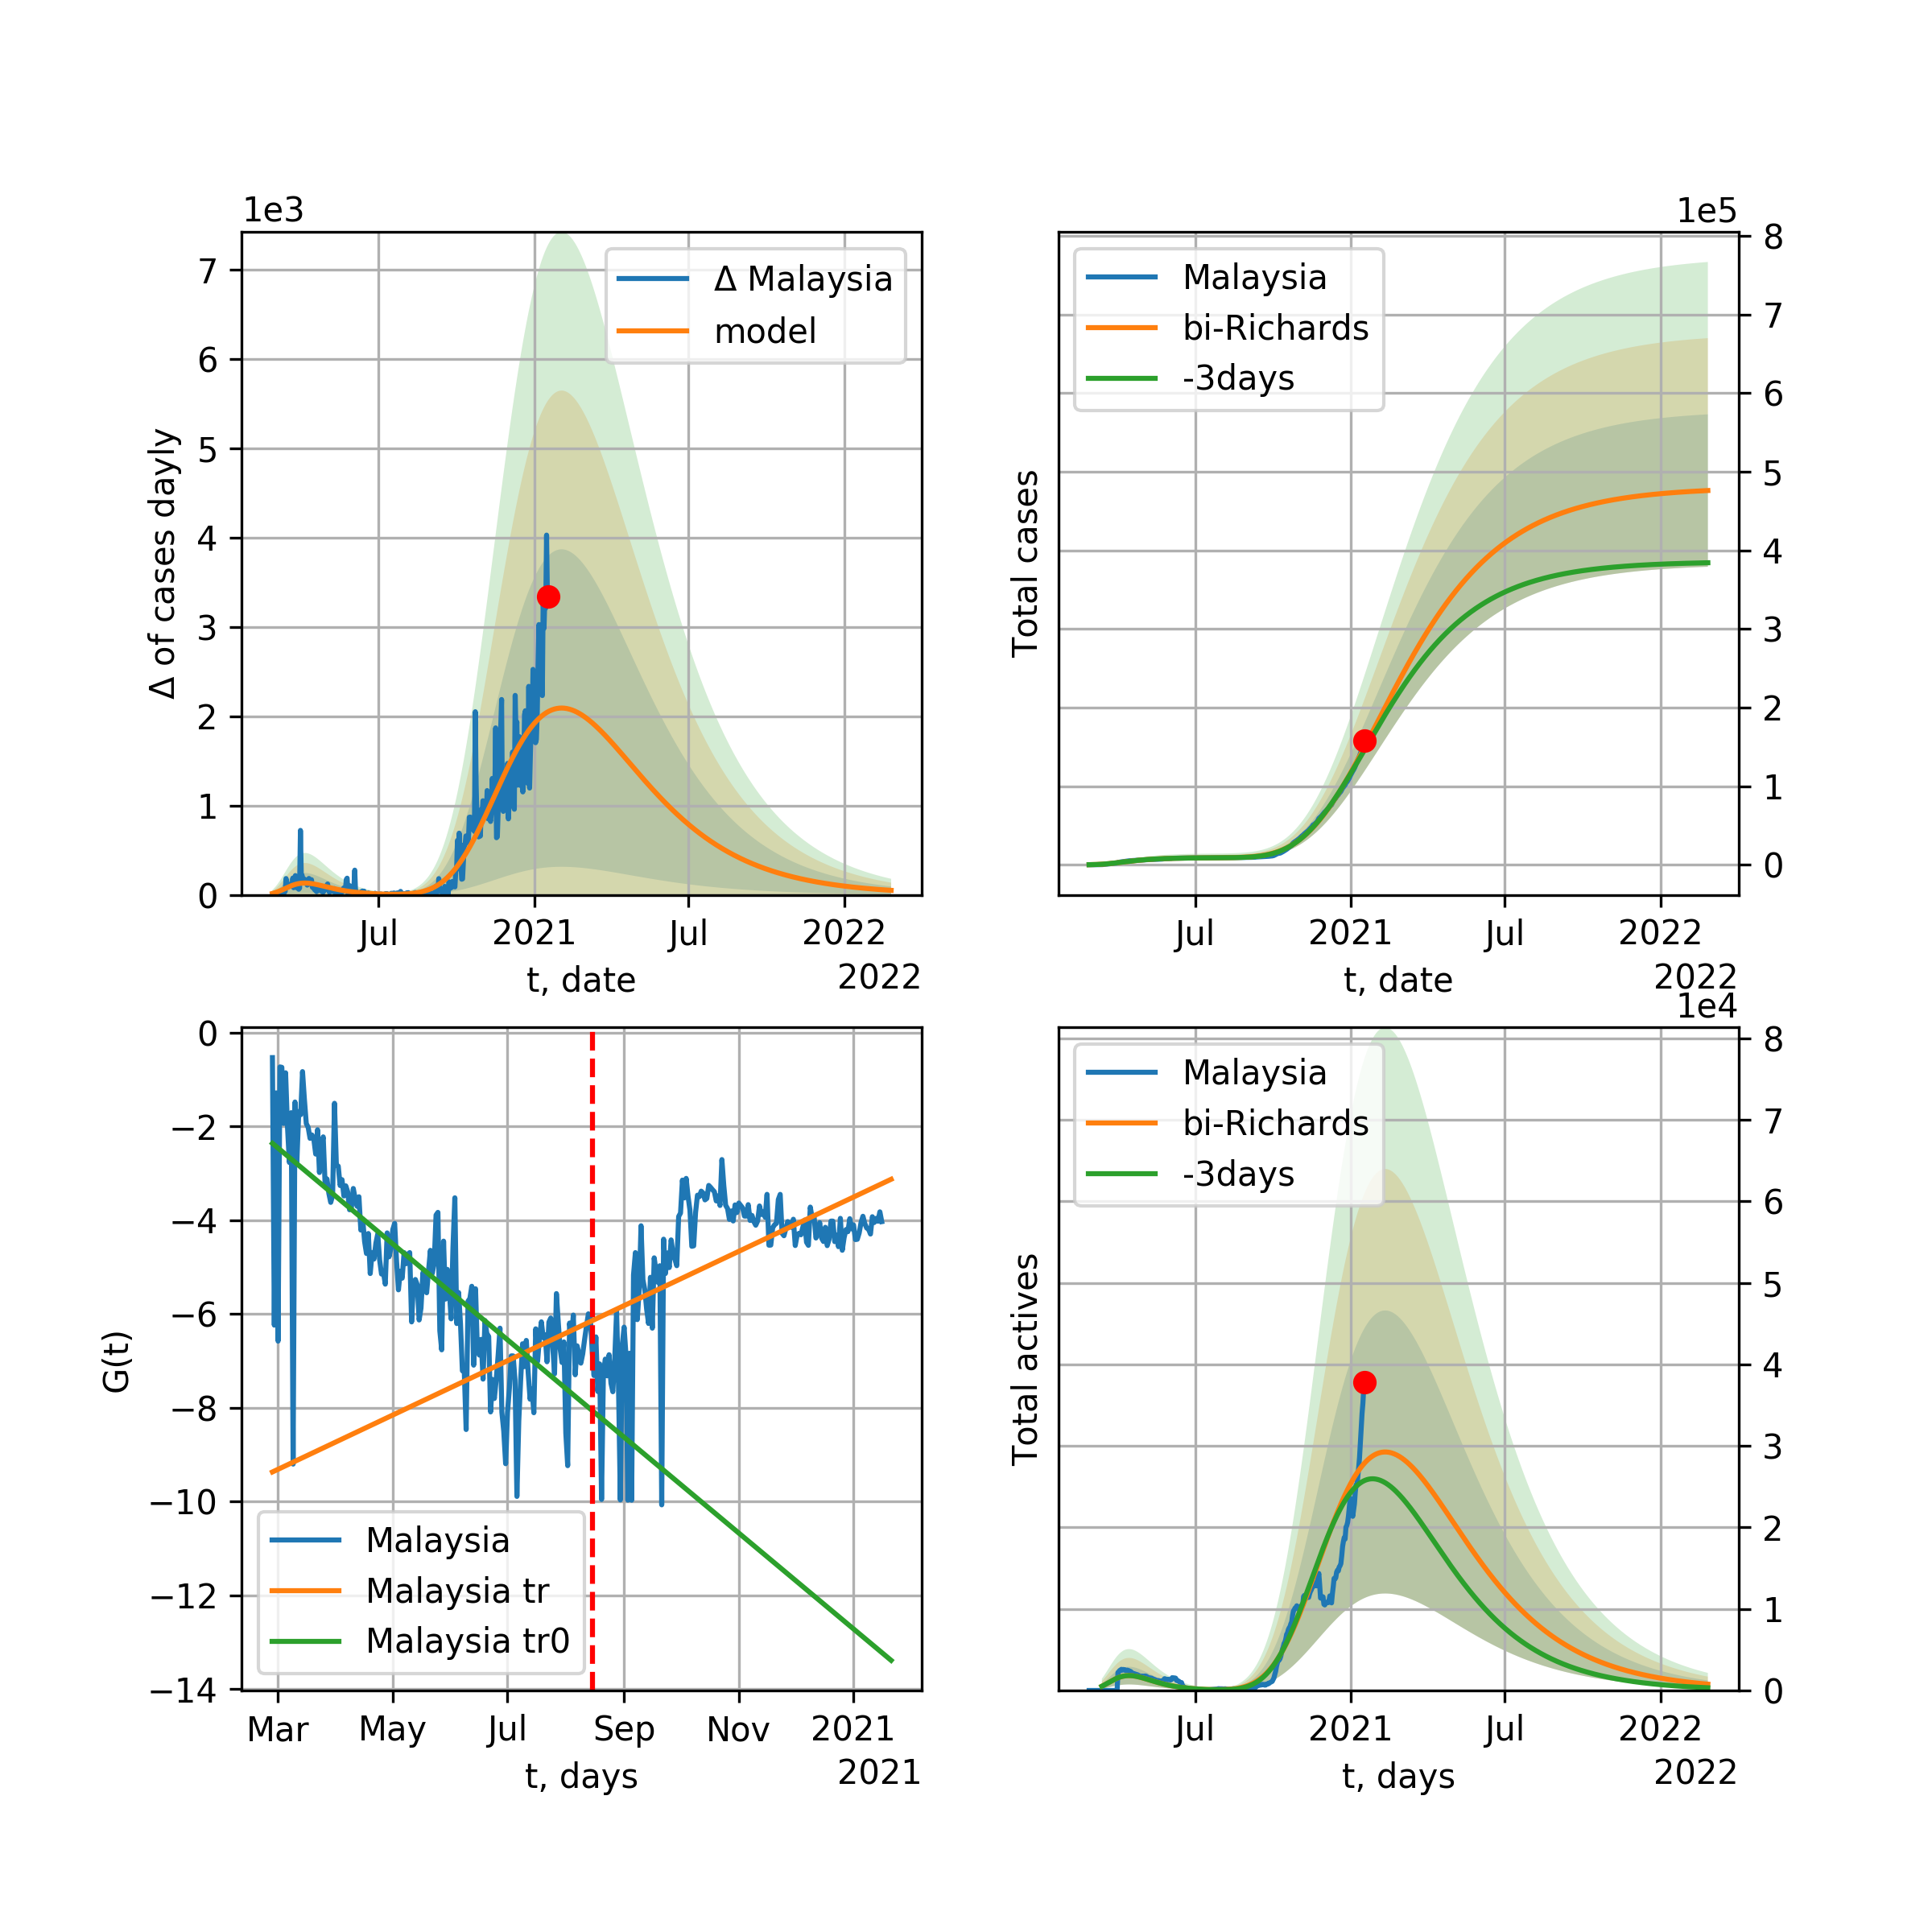 1e3
7
6
5
4
3
2
1
0
Δ of cases dayly
Δ Malaysia
model
Jul
2021
Jul
2022
t, date
2022
1e5
8
7
6
5
4
3
2
1
0
Total cases
Malaysia
bi-Richards
-3days
Jul
2021
Jul
2022
t, date
2022
0
−2
−4
−6
−8
−10
−12
−14
G(t)
Malaysia
Malaysia tr
Malaysia tr0
Mar
May
Jul
Sep
Nov
2021
t, days
2021
1e4
8
7
6
5
4
3
2
1
0
Total actives
Malaysia
bi-Richards
-3days
Jul
2021
Jul
2022
t, days
2022